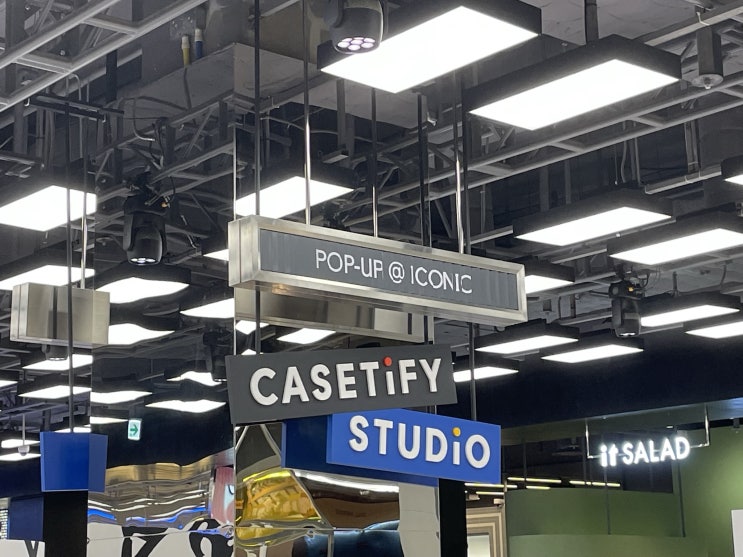 POP-UP @ ICONIC
CASETiFY
STUDiO
it SALAD